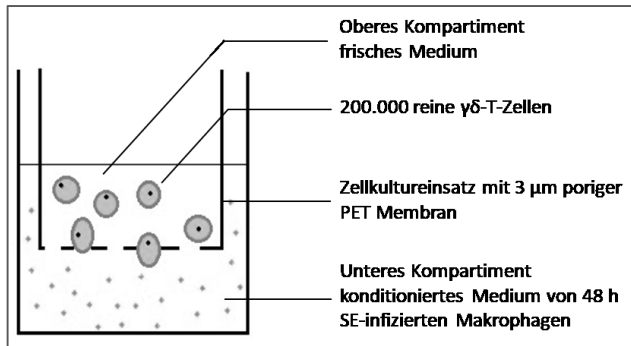 Oberes Kompartiment
frisches Medium
200.000 reine γδ-T-Zellen
Zellkultureinsatz mit 3 µm poriger
PET Membran
Unteres Kompartiment
konditioniertes Medium von 48 h
SE-infizierten Makrophagen